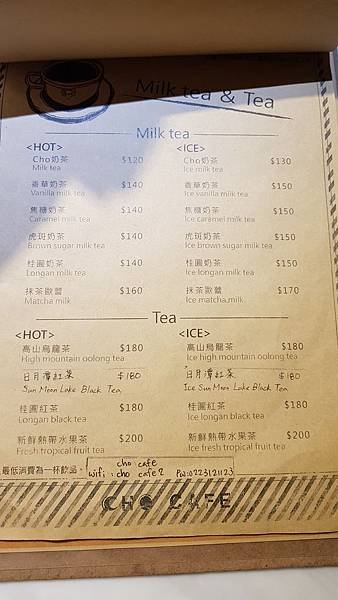 Milk tea & Tea
Milk tea
<HOT>
Cho奶茶 $120
Milk tea
香草奶茶 $140
Vanilla milk tea
焦糖奶茶 $140
Caramel milk tea
虎斑奶茶 $140
Brown sugar milk tea
桂圓奶茶 $140
Longan milk tea
抹茶歐蕾 $160
Matcha milk
<ICE>
Cho奶茶 $130
Ice milk tea
香草奶茶 $150
Ice vanilla milk tea
焦糖奶茶 $150
Ice caramel milk tea
虎斑奶茶 $150
Ice brown sugar milk tea
桂圓奶茶 $150
Ice longan milk tea
抹茶歐蕾 $170
Ice matcha milk
Tea
<HOT>
高山烏龍茶 $180
High mountain oolong tea
日月潭紅茶 $180
Sun Moon Lake Black Tea
桂圓紅茶 $180
Longan black tea
新鮮熱帶水果茶 $200
Fresh tropical fruit tea
<ICE>
高山烏龍茶 $180
Ice high mountain oolong tea
日月潭紅茶 $180
Ice Sun Moon Lake Black Tea
桂圓紅茶 $180
Ice longan black tea
新鮮熱帶水果茶 $200
Ice fresh tropical fruit tea
最低消費為一杯飲品。
cho cafe
wifi: cho cafe2 PW:0223121123
CHO CAFE